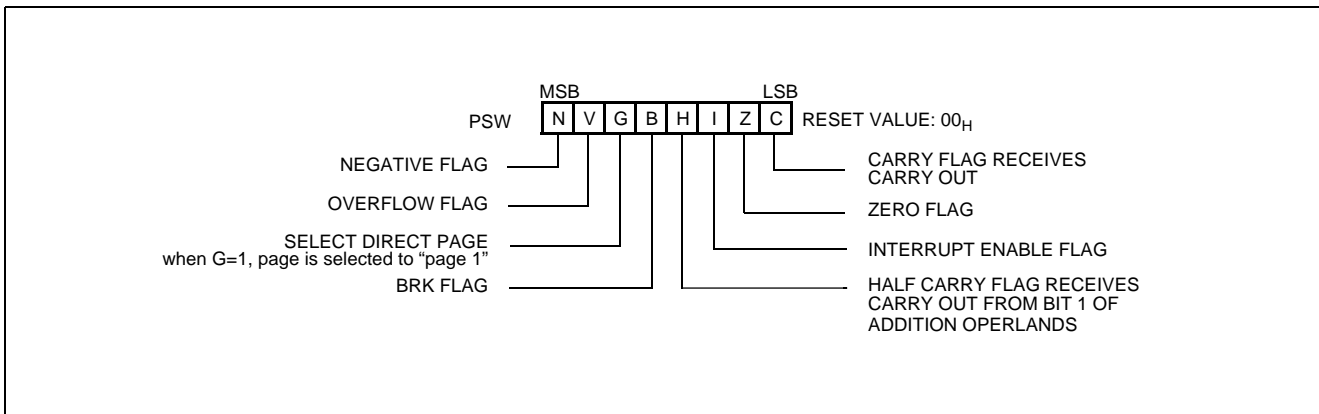 MSB LSB
PSW N V G B H I Z C RESET VALUE: 00H
NEGATIVE FLAG
OVERFLOW FLAG
SELECT DIRECT PAGE
when G=1, page is selected to “page 1”
BRK FLAG
CARRY FLAG RECEIVES
CARRY OUT
ZERO FLAG
INTERRUPT ENABLE FLAG
HALF CARRY FLAG RECEIVES
CARRY OUT FROM BIT 1 OF
ADDITION OPERLANDS